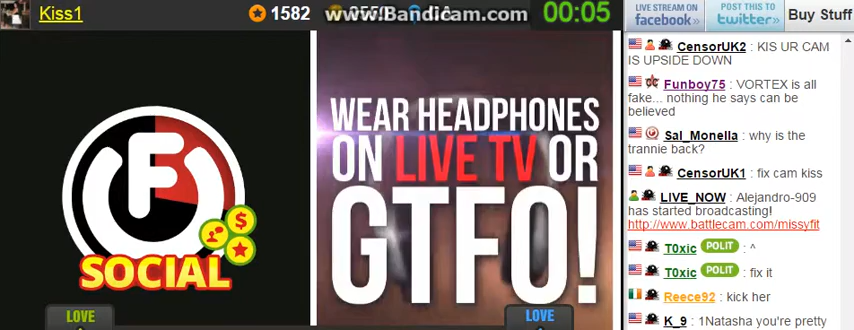 Kiss1
1582
www.Bandicam.com
00:05
LIVE STREAM ON
facebook»
POST THIS TO
twitter»
Buy Stuff
F
SOCIAL
$
LOVE
WEAR HEADPHONES
ON LIVE TV OR
GTFO!
LOVE
CensorUK2 : KIS UR CAM
IS UPSIDE DOWN
Funboy75 : VORTEX is all
fake... nothing he says can be
believed
Sal_Monella : why is the
trannie back?
CensorUK1 : fix cam kiss
LIVE_NOW : Alejandro-909
has started broadcasting!
http://www.battlecam.com/missyfit
T0xic POLIT : ^
T0xic POLIT : fix it
Reece92 : kick her
K_9 : 1Natasha you're pretty